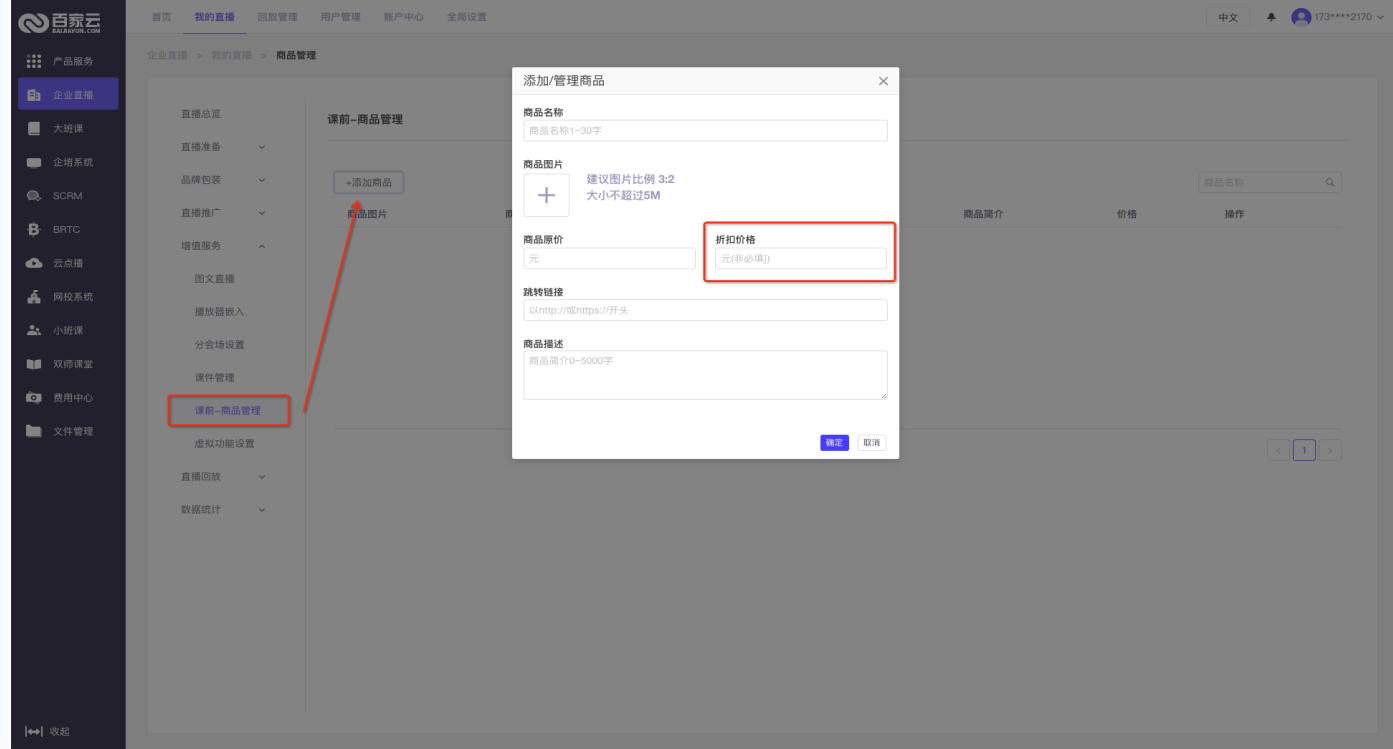 百家云
BAIJIAYUN.COM
首页 我的直播 回放管理 用户管理 账户中心 全局设置
中文 173****2170
企业直播 > 我的直播 > 商品管理
产品服务
企业直播
大班课
企培系统
SCRM
BRTC
云点播
网校系统
小班课
双师课堂
费用中心
文件管理
收起
直播总览
直播准备
品牌包装
直播推广
增值服务
图文直播
播放器嵌入
分会场设置
课件管理
课前-商品管理
虚拟功能设置
直播回放
数据统计
课前-商品管理
+添加商品
商品名称
商品图片 商品简介 价格 操作
1
添加/管理商品
商品名称
商品名称1-30字
商品图片
建议图片比例 3:2
大小不超过5M
商品原价 折扣价格
元 元(非必填))
跳转链接
以http://或https://开头
商品描述
商品简介0-5000字
确定 取消